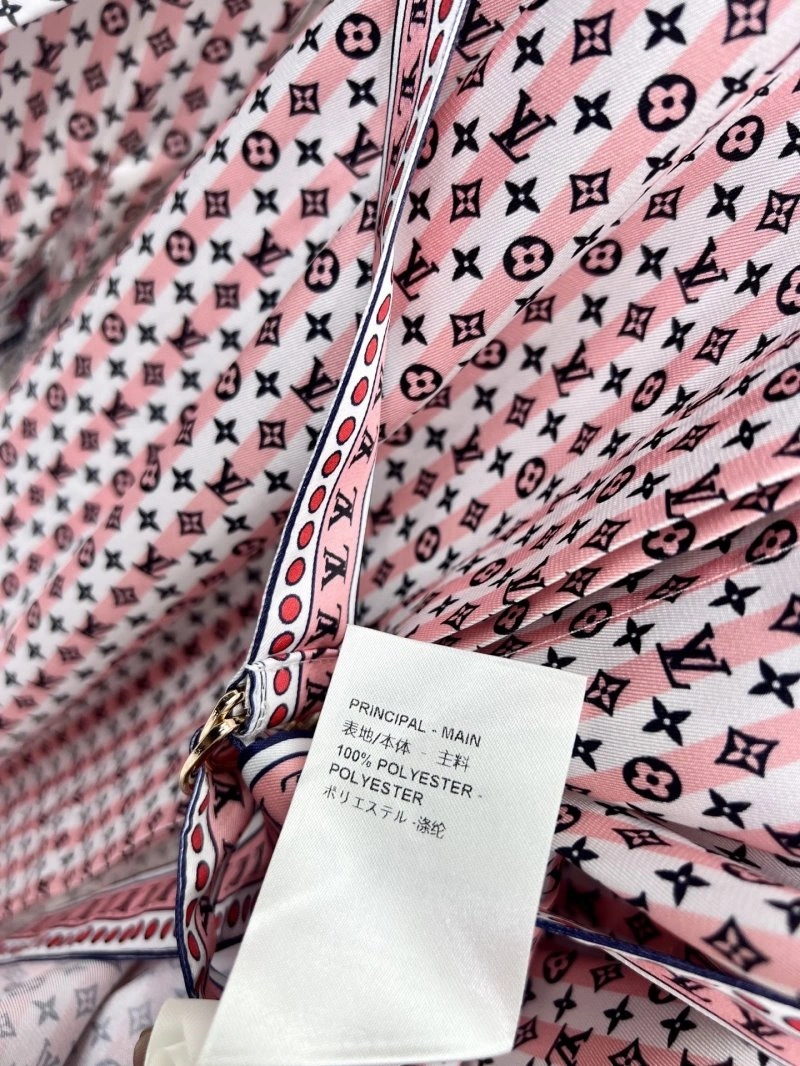 PRINCIPAL - MAIN
表地/本体 - 主料
100% POLYESTER -
POLYESTER
ポリエステル -涤纶